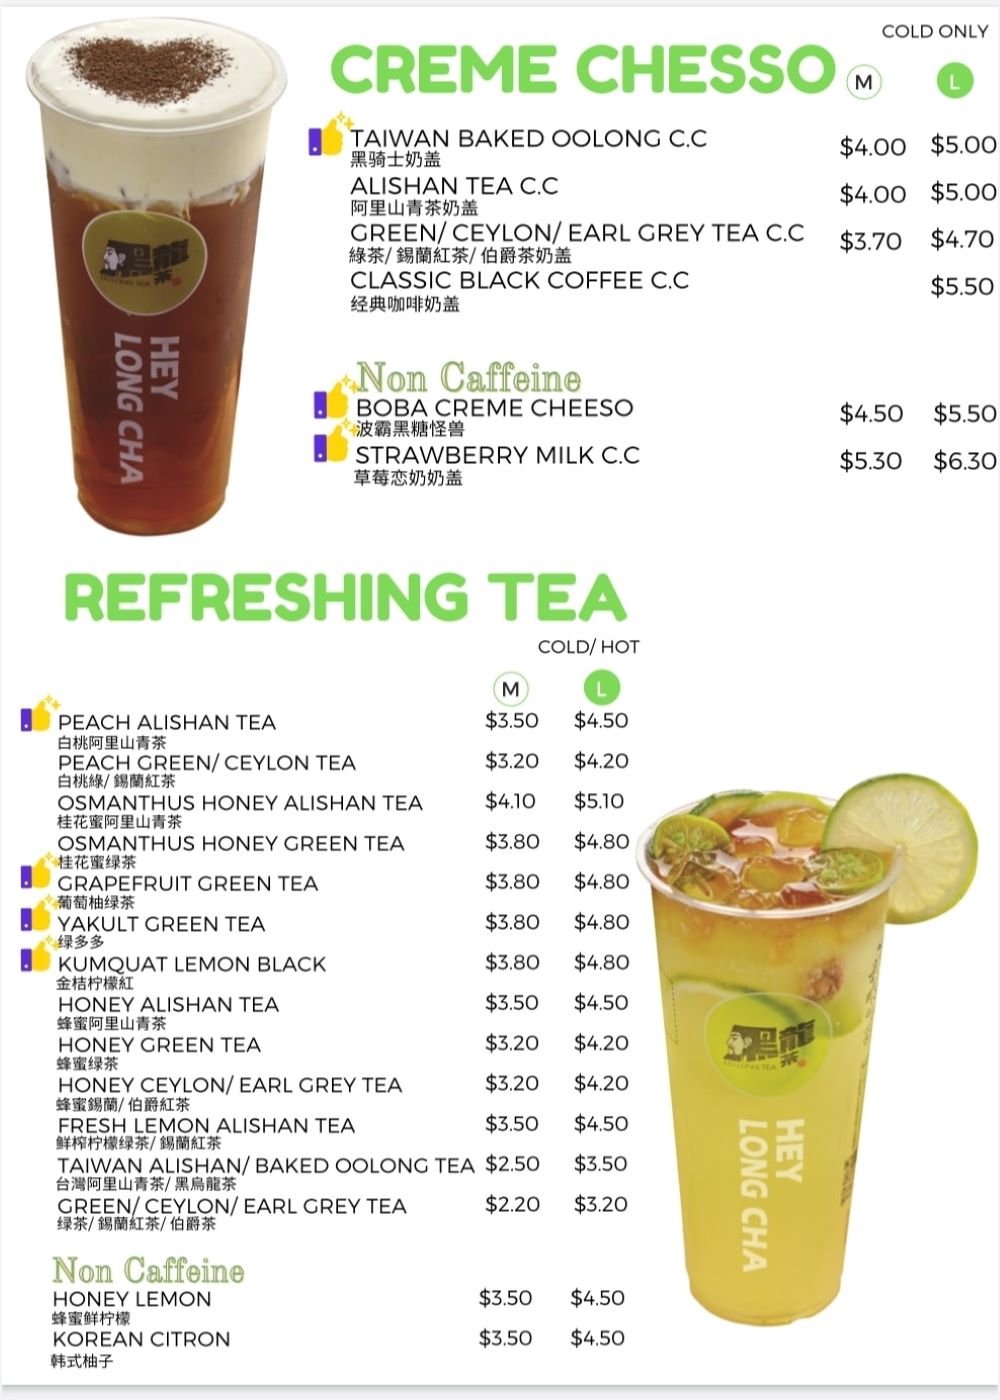 COLD ONLY
CREME CHESSO M L
TAIWAN BAKED OOLONG C.C $4.00 $5.00
黑骑士奶盖
ALISHAN TEA C.C $4.00 $5.00
阿里山青茶奶盖
GREEN/ CEYLON/ EARL GREY TEA C.C $3.70 $4.70
綠茶/ 錫蘭紅茶/ 伯爵茶奶盖
CLASSIC BLACK COFFEE C.C $5.50
经典咖啡奶盖
Non Caffeine
BOBA CREME CHEESO $4.50 $5.50
波霸黑糖怪兽
STRAWBERRY MILK C.C $5.30 $6.30
草莓恋奶奶盖
黑龍茶
OOLONG TEA
HEY
LONG CHA
REFRESHING TEA
COLD/ HOT
M L
PEACH ALISHAN TEA $3.50 $4.50
白桃阿里山青茶
PEACH GREEN/ CEYLON TEA $3.20 $4.20
白桃綠/ 錫蘭紅茶
OSMANTHUS HONEY ALISHAN TEA $4.10 $5.10
桂花蜜阿里山青茶
OSMANTHUS HONEY GREEN TEA $3.80 $4.80
桂花蜜绿茶
GRAPEFRUIT GREEN TEA $3.80 $4.80
葡萄柚绿茶
YAKULT GREEN TEA $3.80 $4.80
绿多多
KUMQUAT LEMON BLACK $3.80 $4.80
金桔柠檬紅
HONEY ALISHAN TEA $3.50 $4.50
蜂蜜阿里山青茶
HONEY GREEN TEA $3.20 $4.20
蜂蜜绿茶
HONEY CEYLON/ EARL GREY TEA $3.20 $4.20
蜂蜜錫蘭/ 伯爵紅茶
FRESH LEMON ALISHAN TEA $3.50 $4.50
鮮榨柠檬绿茶/ 錫蘭紅茶
TAIWAN ALISHAN/ BAKED OOLONG TEA $2.50 $3.50
台灣阿里山青茶/ 黑烏龍茶
GREEN/ CEYLON/ EARL GREY TEA $2.20 $3.20
绿茶/ 錫蘭紅茶/ 伯爵茶
Non Caffeine
HONEY LEMON $3.50 $4.50
蜂蜜鲜柠檬
KOREAN CITRON $3.50 $4.50
韩式柚子
黑龍茶
OOLONG TEA
HEY
LONG CHA